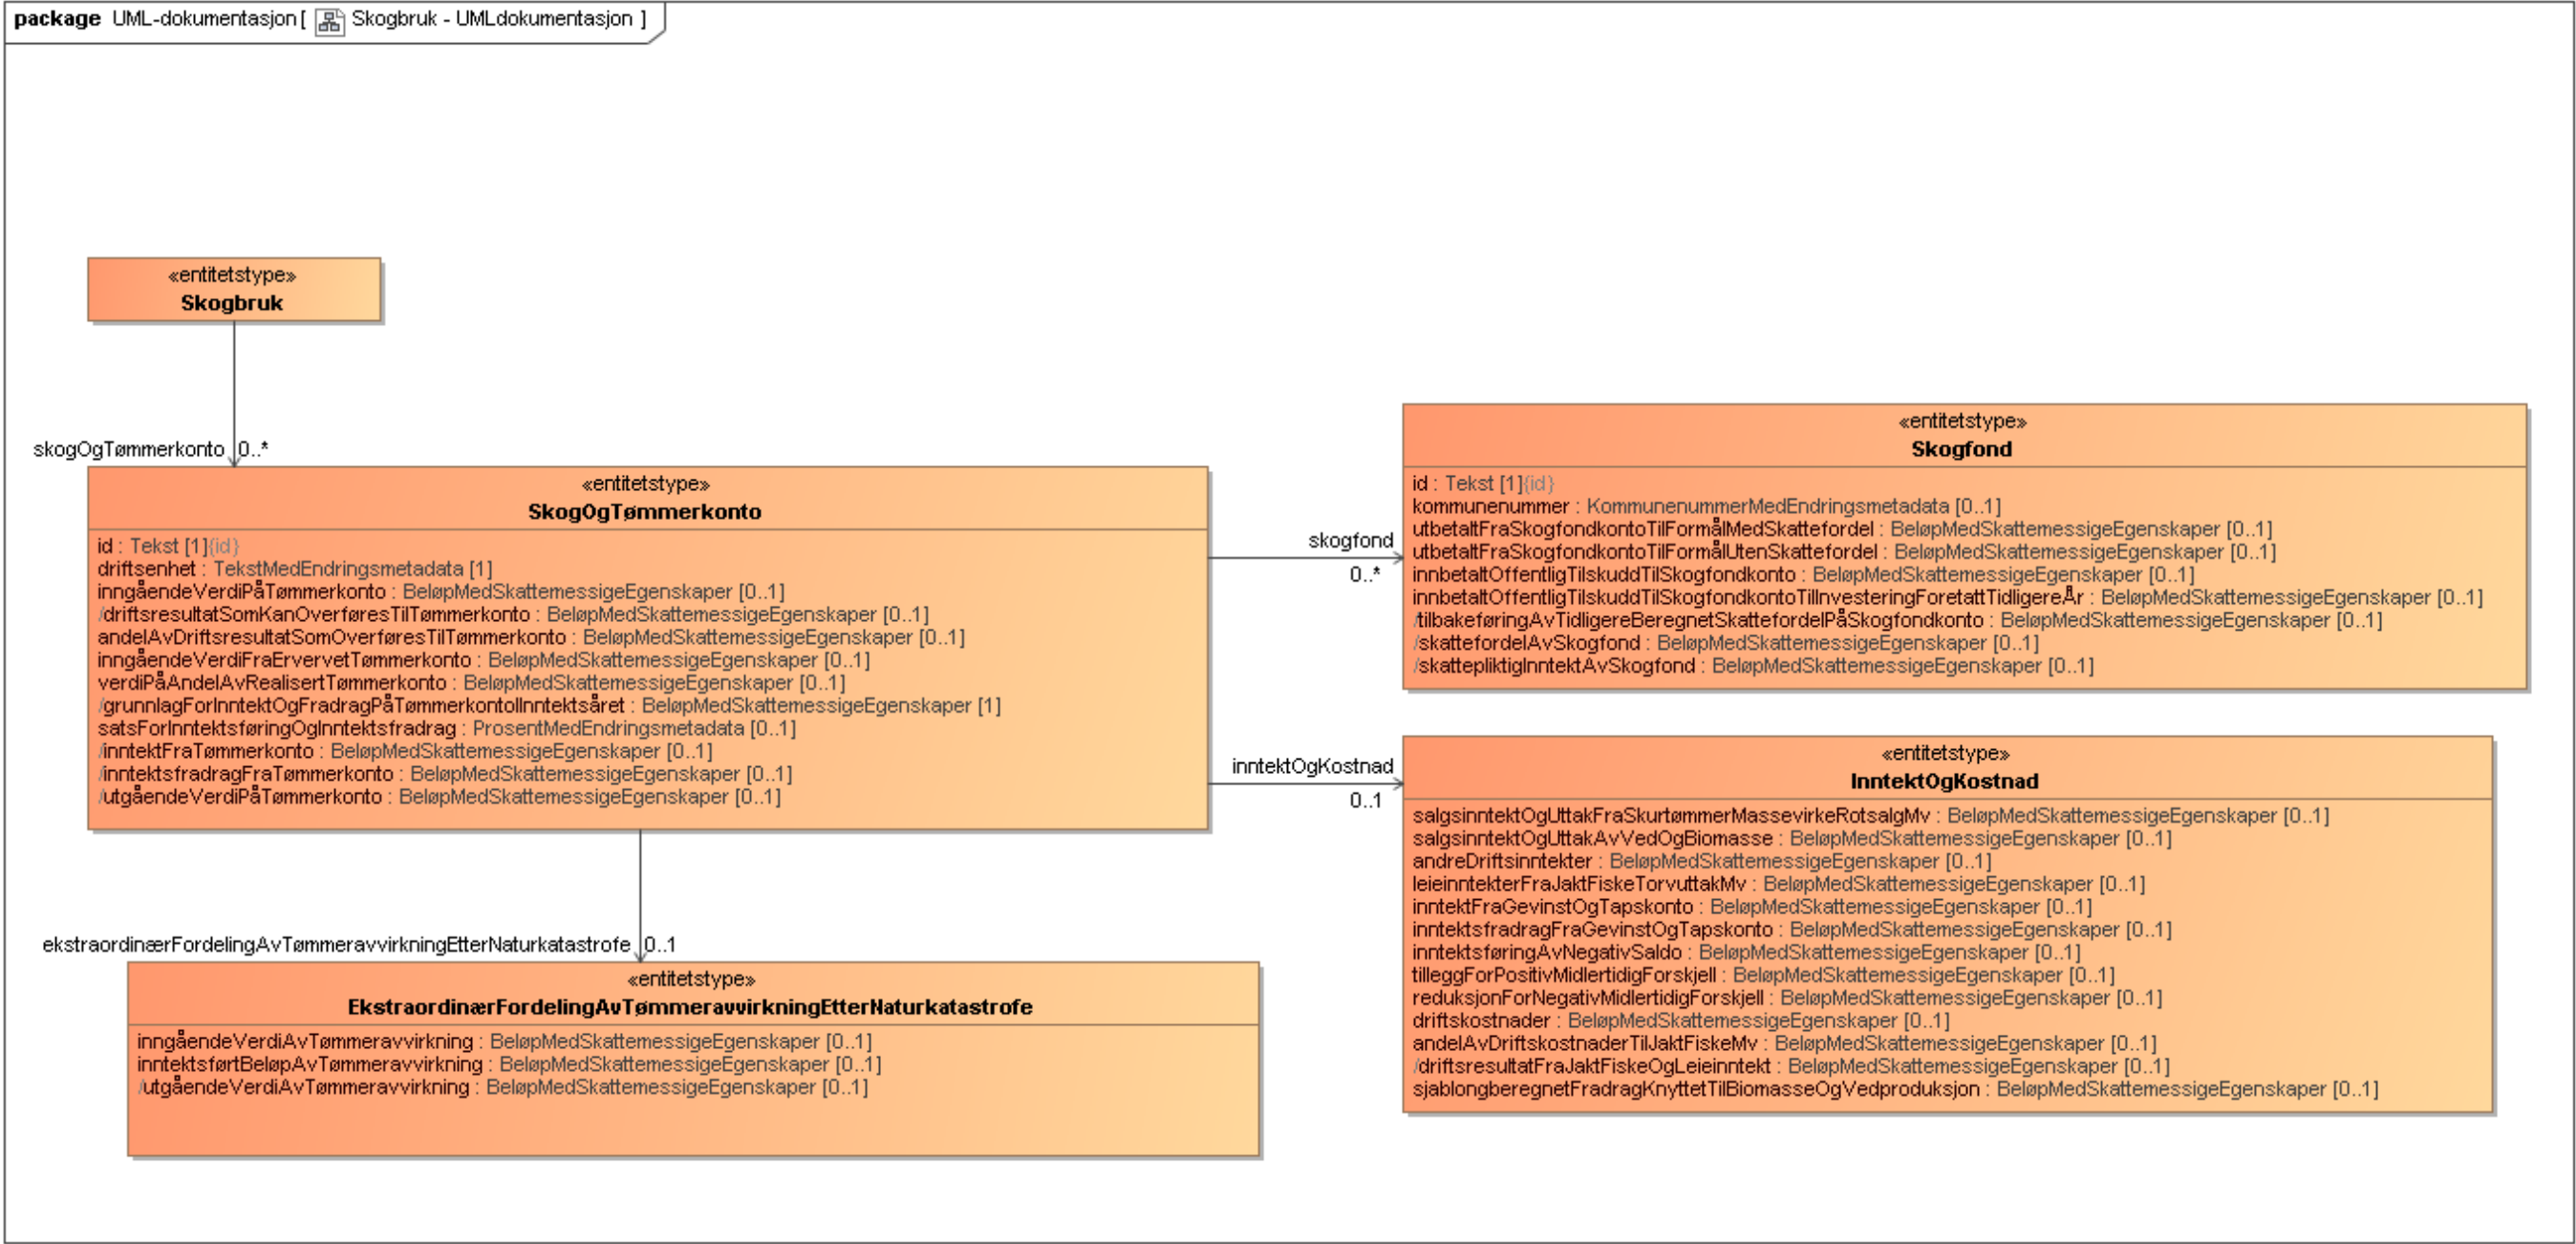 package UML-dokumentasjon [ Skogbruk - UMLdokumentasjon ]
«entitetstype»
Skogbruk
skogOgTømmerkonto 0..*
«entitetstype»
SkogOgTømmerkonto
id : Tekst [1]{id}
driftsenhet : TekstMedEndringsmetadata [1]
inngåendeVerdiPåTømmerkonto : BeløpMedSkattemessigeEgenskaper [0..1]
/driftsresultatSomKanOverføresTilTømmerkonto : BeløpMedSkattemessigeEgenskaper [0..1]
andelAvDriftsresultatSomOverføresTilTømmerkonto : BeløpMedSkattemessigeEgenskaper [0..1]
inngåendeVerdiFraErvervetTømmerkonto : BeløpMedSkattemessigeEgenskaper [0..1]
verdiPåAndelAvRealisertTømmerkonto : BeløpMedSkattemessigeEgenskaper [0..1]
/grunnlagForInntektOgFradragPåTømmerkontoIInntektsåret : BeløpMedSkattemessigeEgenskaper [1]
satsForInntektsføringOgInntektsfradrag : ProsentMedEndringsmetadata [0..1]
/inntektFraTømmerkonto : BeløpMedSkattemessigeEgenskaper [0..1]
/inntektsfradragFraTømmerkonto : BeløpMedSkattemessigeEgenskaper [0..1]
/utgåendeVerdiPåTømmerkonto : BeløpMedSkattemessigeEgenskaper [0..1]
skogfond
0..*
«entitetstype»
Skogfond
id : Tekst [1]{id}
kommunenummer : KommunenummerMedEndringsmetadata [0..1]
utbetaltFraSkogfondkontoTilFormålMedSkattefordel : BeløpMedSkattemessigeEgenskaper [0..1]
utbetaltFraSkogfondkontoTilFormålUtenSkattefordel : BeløpMedSkattemessigeEgenskaper [0..1]
innbetaltOffentligTilskuddTilSkogfondkonto : BeløpMedSkattemessigeEgenskaper [0..1]
innbetaltOffentligTilskuddTilSkogfondkontoTilInvesteringForetattTidligereÅr : BeløpMedSkattemessigeEgenskaper [0..1]
/tilbakeføringAvTidligereBeregnetSkattefordelPåSkogfondkonto : BeløpMedSkattemessigeEgenskaper [0..1]
/skattefordelAvSkogfond : BeløpMedSkattemessigeEgenskaper [0..1]
/skattepliktigInntektAvSkogfond : BeløpMedSkattemessigeEgenskaper [0..1]
inntektOgKostnad
0..1
«entitetstype»
InntektOgKostnad
salgsinntektOgUttakFraSkurtømmerMassevirkeRotsalgMv : BeløpMedSkattemessigeEgenskaper [0..1]
salgsinntektOgUttakAvVedOgBiomasse : BeløpMedSkattemessigeEgenskaper [0..1]
andreDriftsinntekter : BeløpMedSkattemessigeEgenskaper [0..1]
leieinntekterFraJaktFiskeTorvuttakMv : BeløpMedSkattemessigeEgenskaper [0..1]
inntektFraGevinstOgTapskonto : BeløpMedSkattemessigeEgenskaper [0..1]
inntektsfradragFraGevinstOgTapskonto : BeløpMedSkattemessigeEgenskaper [0..1]
inntektsføringAvNegativSaldo : BeløpMedSkattemessigeEgenskaper [0..1]
tilleggForPositivMidlertidigForskjell : BeløpMedSkattemessigeEgenskaper [0..1]
reduksjonForNegativMidlertidigForskjell : BeløpMedSkattemessigeEgenskaper [0..1]
driftskostnader : BeløpMedSkattemessigeEgenskaper [0..1]
andelAvDriftskostnaderTilJaktFiskeMv : BeløpMedSkattemessigeEgenskaper [0..1]
/driftsresultatFraJaktFiskeOgLeieinntekt : BeløpMedSkattemessigeEgenskaper [0..1]
sjablongberegnetFradragKnyttetTilBiomasseOgVedproduksjon : BeløpMedSkattemessigeEgenskaper [0..1]
ekstraordinærFordelingAvTømmeravvirkningEtterNaturkatastrofe 0..1
«entitetstype»
EkstraordinærFordelingAvTømmeravvirkningEtterNaturkatastrofe
inngåendeVerdiAvTømmeravvirkning : BeløpMedSkattemessigeEgenskaper [0..1]
inntektsførtBeløpAvTømmeravvirkning : BeløpMedSkattemessigeEgenskaper [0..1]
/utgåendeVerdiAvTømmeravvirkning : BeløpMedSkattemessigeEgenskaper [0..1]